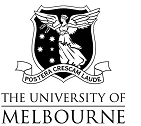 POSTERA CRESCAM LAUDE
THE UNIVERSITY OF
MELBOURNE